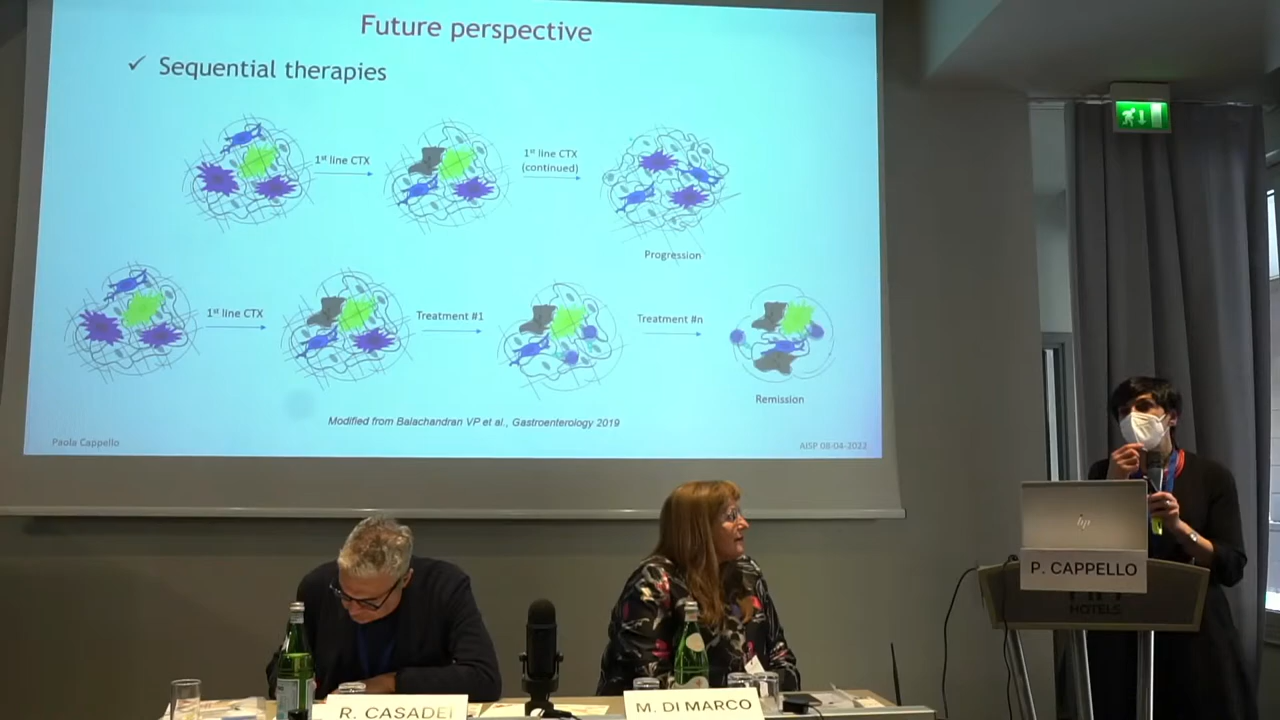 Future perspective
✓ Sequential therapies
1st line CTX
1st line CTX
(continued)
Progression
1st line CTX
Treatment #1
Treatment #n
Remission
Modified from Balachandran VP et al., Gastroenterology 2019
Paola Cappello
AISP 08-04-2022
hp
P. CAPPELLO
HOTELS
R. CASADEI
M. DI MARCO